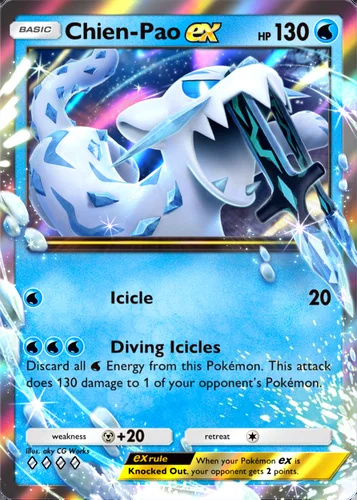 BASIC
Chien-Pao ex
HP 130
Icicle 20
Diving Icicles
Discard all Energy from this Pokémon. This attack
does 130 damage to 1 of your opponent's Pokémon.
weakness +20 retreat
Illus. aky CG Works
ex rule When your Pokémon ex is
Knocked Out, your opponent gets 2 points.